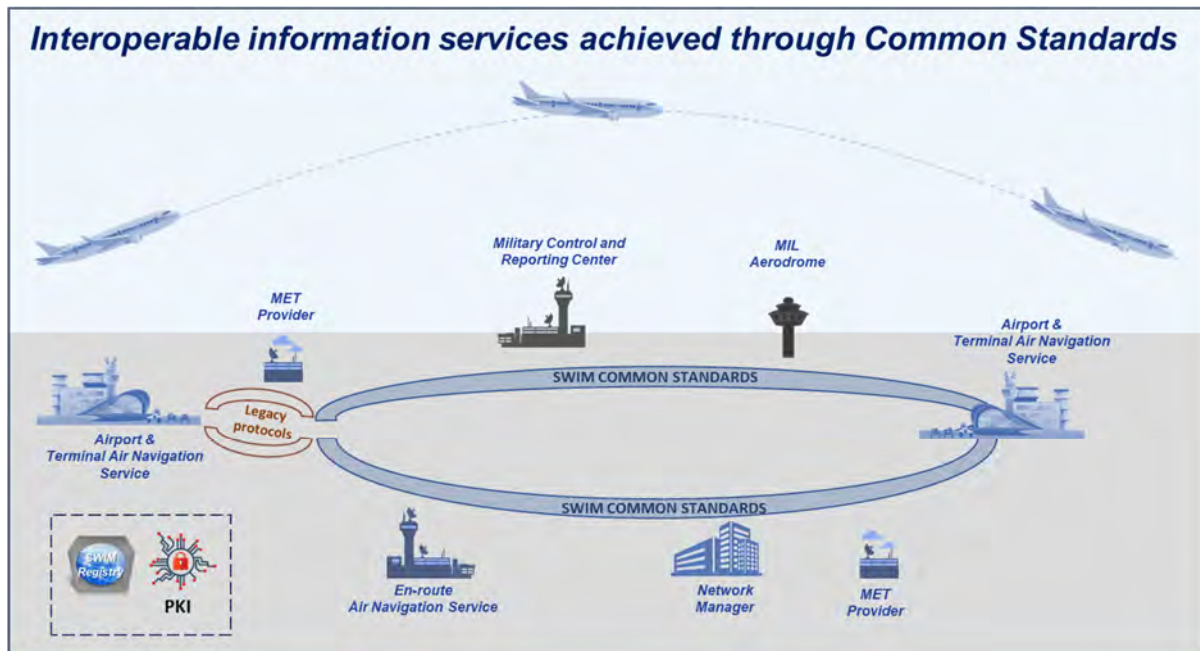 Interoperable information services achieved through Common Standards
Military Control and
Reporting Center
MIL
Aerodrome
MET
Provider
Airport &
Terminal Air Navigation
Service
SWIM COMMON STANDARDS
Legacy
protocols
Airport &
Terminal Air Navigation
Service
SWIM COMMON STANDARDS
SWIM
Registry
PKI
En-route
Air Navigation Service
Network
Manager
MET
Provider